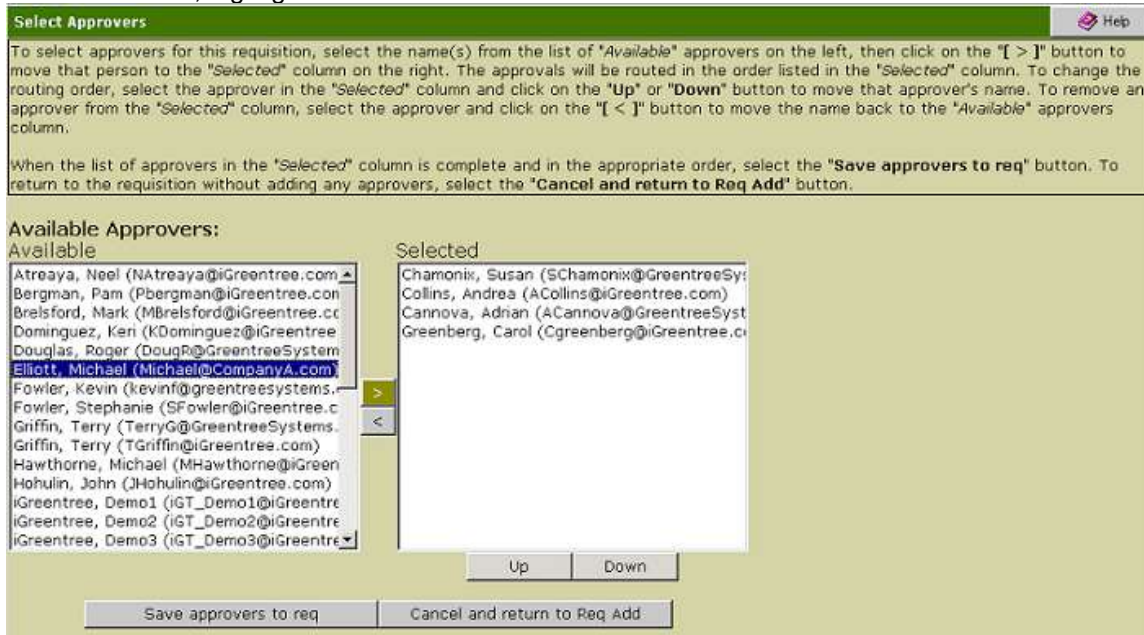 Select Approvers
Help
To select approvers for this requisition, select the name(s) from the list of "Available" approvers on the left, then click on the "[ > ]" button to
move that person to the "Selected" column on the right. The approvals will be routed in the order listed in the "Selected" column. To change the
routing order, select the approver in the "Selected" column and click on the "Up" or "Down" button to move that approver's name. To remove an
approver from the "Selected" column, select the approver and click on the "[ < ]" button to move the name back to the "Available" approvers
column.
When the list of approvers in the "Selected" column is complete and in the appropriate order, select the "Save approvers to req" button. To
return to the requisition without adding any approvers, select the "Cancel and return to Req Add" button.
Available Approvers:
Available
Atreaya, Neel (NAtreaya@iGreentree.com
Bergman, Pam (Pbergman@iGreentree.con
Brelsford, Mark (MBrelsford@iGreentree.cc
Dominguez, Keri (KDominguez@iGreentree
Douglas, Roger (DougR@GreentreeSystem
Elliott, Michael (Michael@CompanyA.com)
Fowler, Kevin (kevinf@greentreesystems.
Fowler, Stephanie (SFowler@iGreentree.c
Griffin, Terry (TerryG@GreentreeSystems.
Griffin, Terry (TGriffin@iGreentree.com)
Hawthorne, Michael (MHawthorne@iGreen
Hohulin, John (JHohulin@iGreentree.com)
iGreentree, Demo1 (iGT_Demo1@iGreentre
iGreentree, Demo2 (iGT_Demo2@iGreentre
iGreentree, Demo3 (iGT_Demo3@iGreentre
>
<
Selected
Chamonix, Susan (SChamonix@GreentreeSy
Collins, Andrea (ACollins@iGreentree.com)
Cannova, Adrian (ACannova@GreentreeSyst
Greenberg, Carol (Cgreenberg@iGreentree.c
Up
Down
Save approvers to req
Cancel and return to Req Add